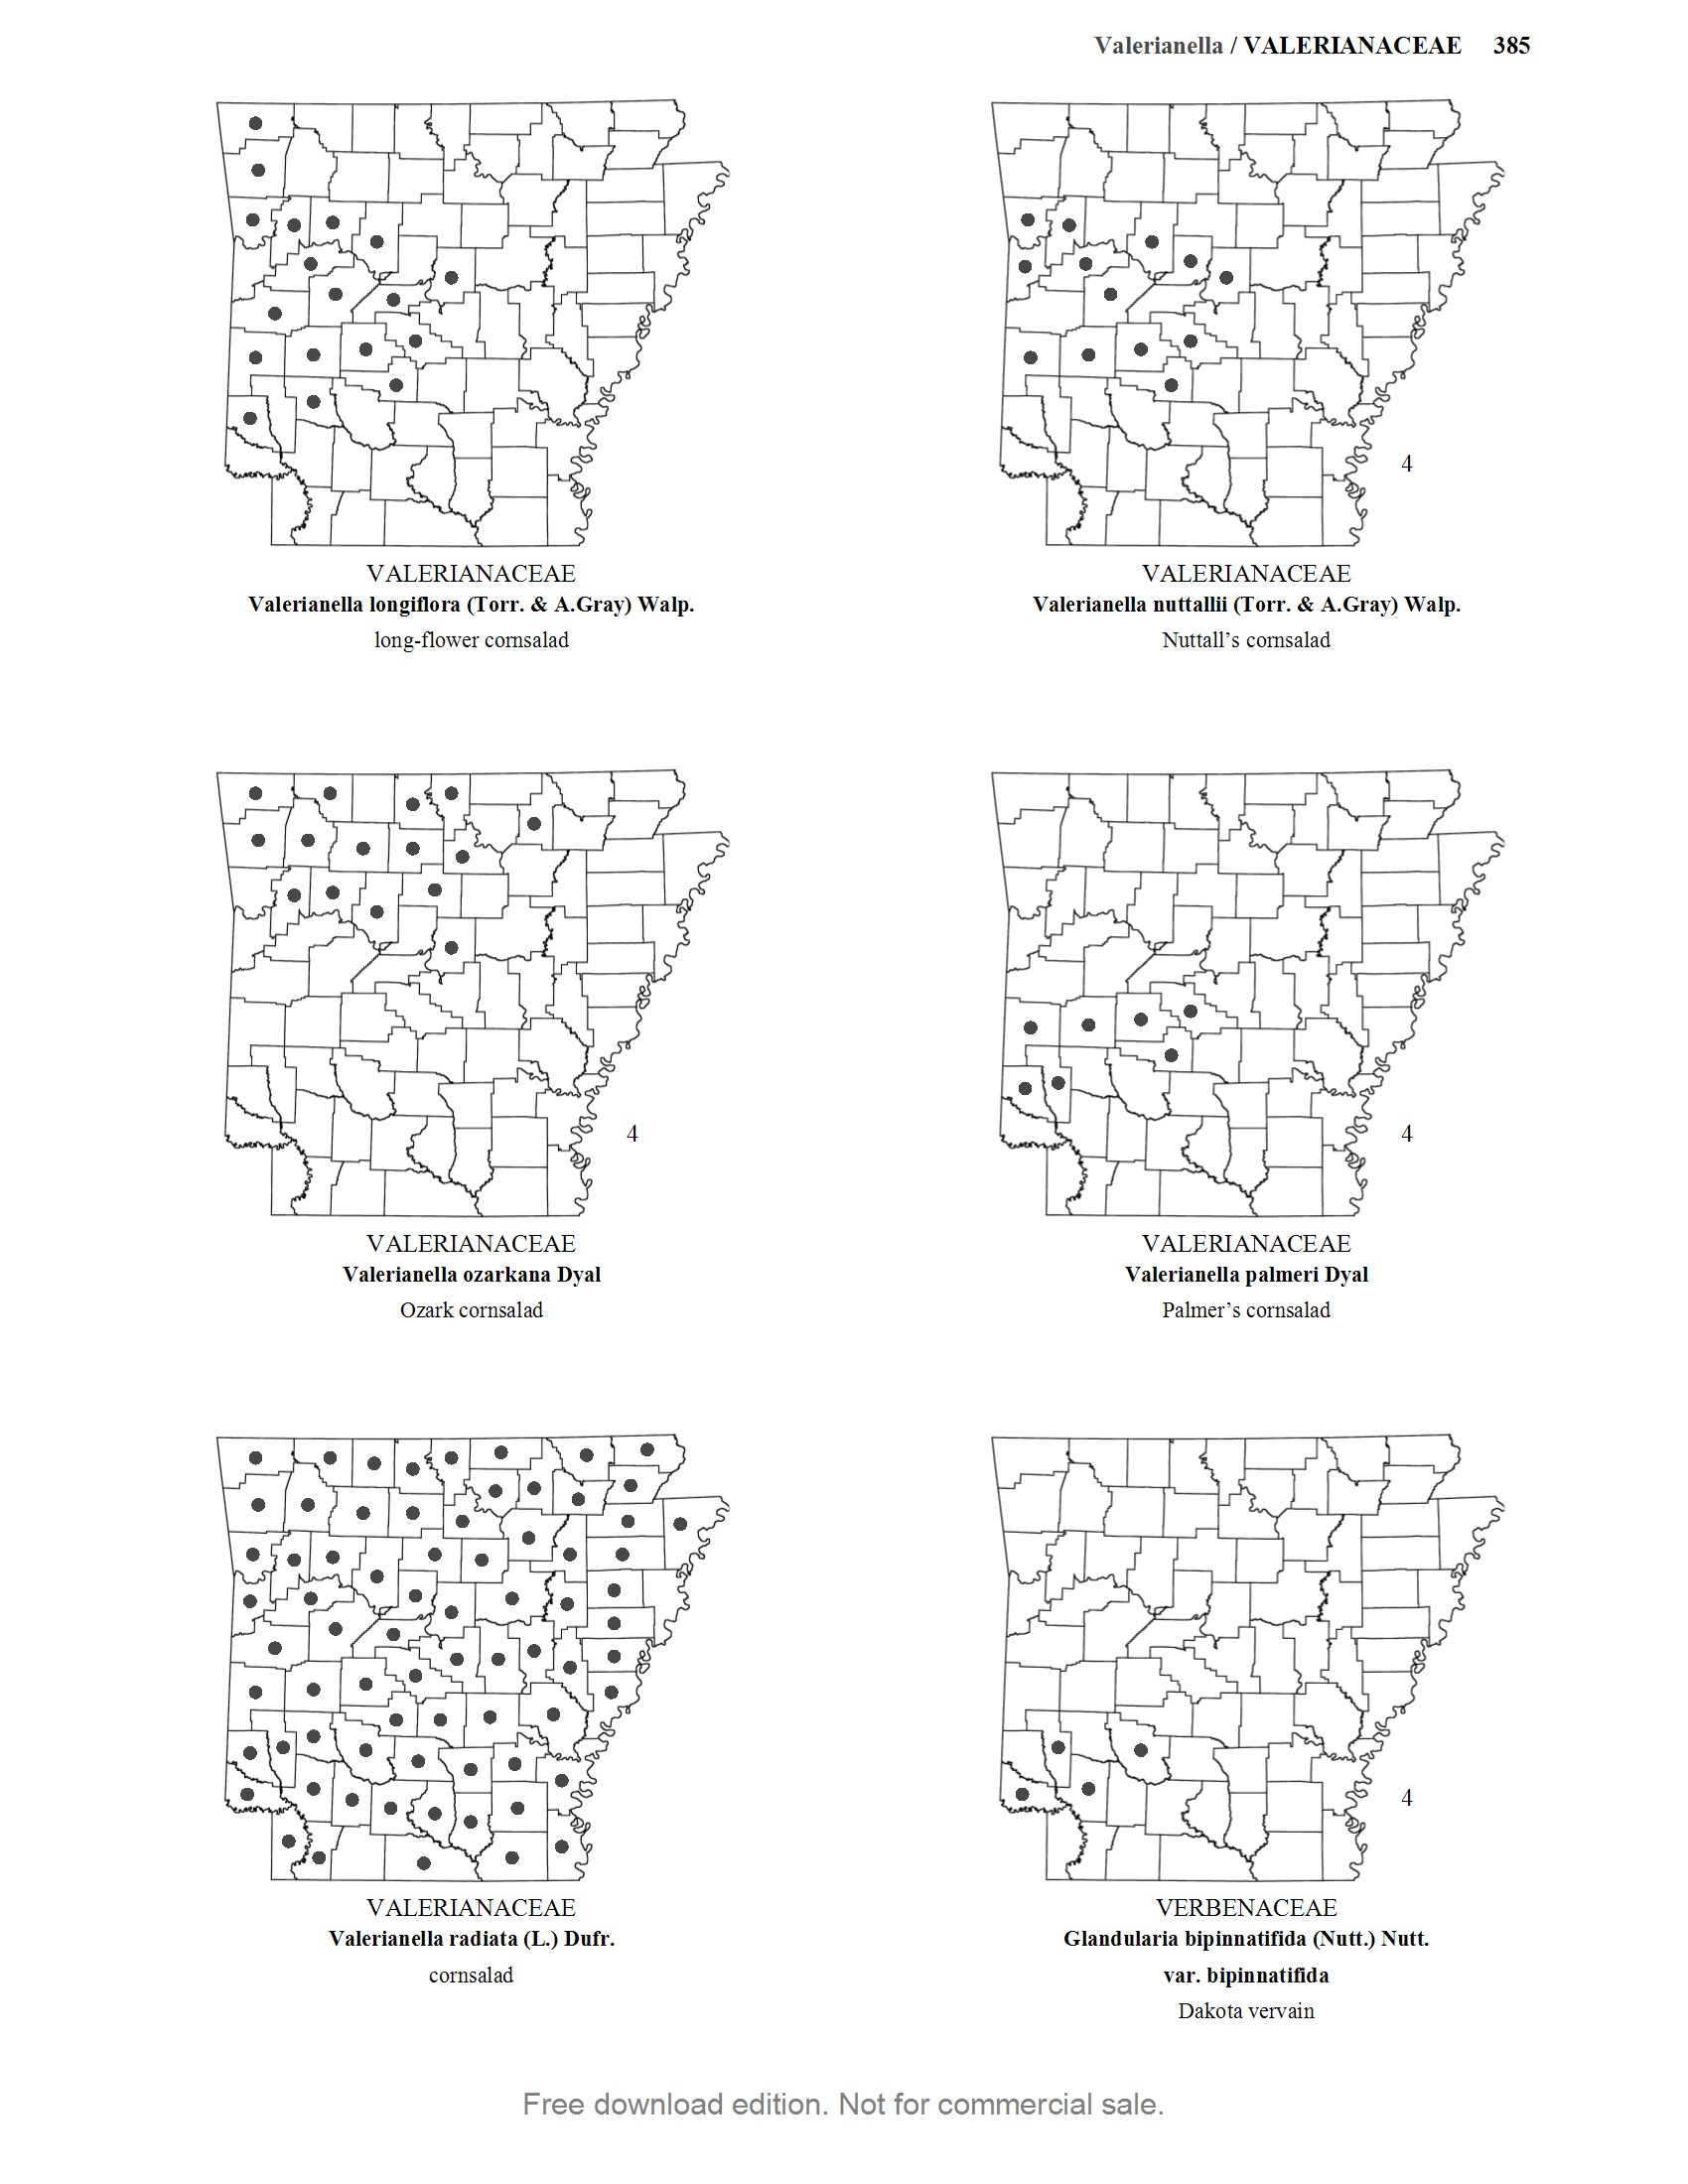 Valerianella / VALERIANACEAE 385
VALERIANACEAE
Valerianella longiflora (Torr. & A.Gray) Walp.
long-flower cornsalad
4
VALERIANACEAE
Valerianella nuttallii (Torr. & A.Gray) Walp.
Nuttall’s cornsalad
4
VALERIANACEAE
Valerianella ozarkana Dyal
Ozark cornsalad
4
VALERIANACEAE
Valerianella palmeri Dyal
Palmer’s cornsalad
VALERIANACEAE
Valerianella radiata (L.) Dufr.
cornsalad
4
VERBENACEAE
Glandularia bipinnatifida (Nutt.) Nutt.
var. bipinnatifida
Dakota vervain
Free download edition. Not for commercial sale.